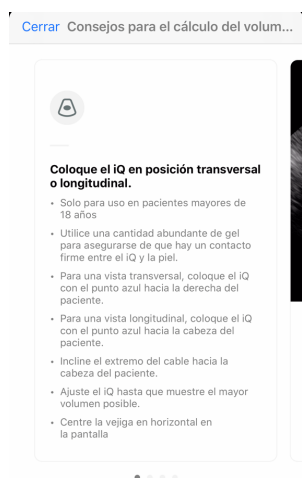 Cerrar Consejos para el cálculo del volum...
Coloque el iQ en posición transversal
o longitudinal.
• Solo para uso en pacientes mayores de
18 años
• Utilice una cantidad abundante de gel
para asegurarse de que hay un contacto
firme entre el iQ y la piel.
• Para una vista transversal, coloque el iQ
con el punto azul hacia la derecha del
paciente.
• Para una vista longitudinal, coloque el iQ
con el punto azul hacia la cabeza del
paciente.
• Incline el extremo del cable hacia la
cabeza del paciente.
• Ajuste el iQ hasta que muestre el mayor
volumen posible.
• Centre la vejiga en horizontal en
la pantalla